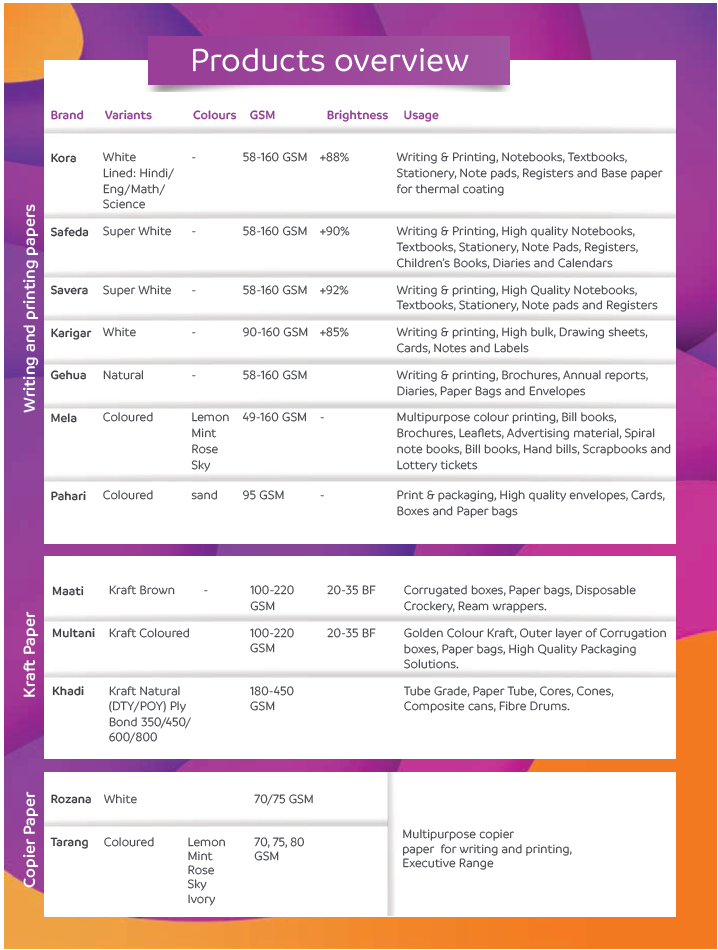 Products overview
Brand Variants Colours GSM Brightness Usage
Writing and printing papers
Kora White - 58-160 GSM +88% Writing & Printing, Notebooks, Textbooks,
Lined: Hindi/ Stationery, Note pads, Registers and Base paper
Eng/Math/ for thermal coating
Science
Safeda Super White - 58-160 GSM +90% Writing & Printing, High quality Notebooks,
Textbooks, Stationery, Note Pads, Registers,
Children's Books, Diaries and Calendars
Savera Super White - 58-160 GSM +92% Writing & printing, High Quality Notebooks,
Textbooks, Stationery, Note pads and Registers
Karigar White - 90-160 GSM +85% Writing & printing, High bulk, Drawing sheets,
Cards, Notes and Labels
Gehua Natural - 58-160 GSM Writing & printing, Brochures, Annual reports,
Diaries, Paper Bags and Envelopes
Mela Coloured Lemon 49-160 GSM - Multipurpose colour printing, Bill books,
Mint Brochures, Leaflets, Advertising material, Spiral
Rose note books, Bill books, Hand bills, Scrapbooks and
Sky Lottery tickets
Pahari Coloured sand 95 GSM - Print & packaging, High quality envelopes, Cards,
Boxes and Paper bags
Kraft Paper
Maati Kraft Brown - 100-220 20-35 BF Corrugated boxes, Paper bags, Disposable
GSM Crockery, Ream wrappers.
Multani Kraft Coloured 100-220 20-35 BF Golden Colour Kraft, Outer layer of Corrugation
GSM boxes, Paper bags, High Quality Packaging
Solutions.
Khadi Kraft Natural 180-450 Tube Grade, Paper Tube, Cores, Cones,
(DTY/POY) Ply GSM Composite cans, Fibre Drums.
Bond 350/450/
600/800
Copier Paper
Rozana White 70/75 GSM
Tarang Coloured Lemon 70, 75, 80
Mint GSM
Rose
Sky
Ivory
Multipurpose copier
paper for writing and printing,
Executive Range